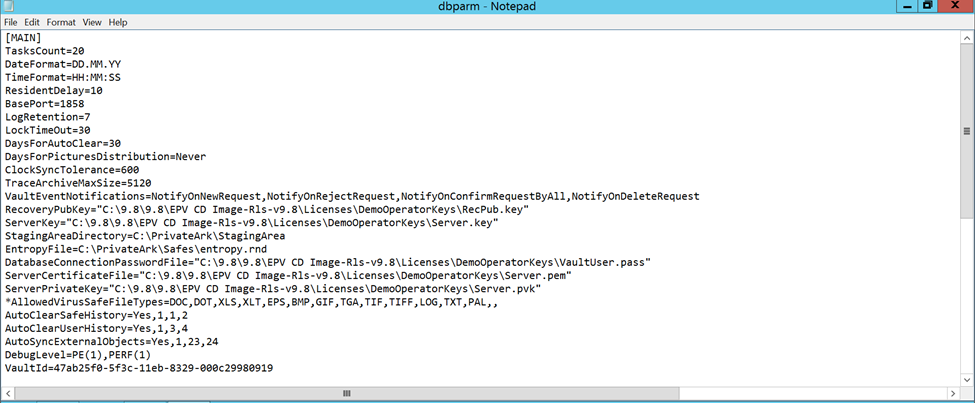 dbparm - Notepad
File Edit Format View Help
[MAIN]
TasksCount=20
DateFormat=DD.MM.YY
TimeFormat=HH:MM:SS
ResidentDelay=10
BasePort=1858
LogRetention=7
LockTimeOut=30
DaysForAutoClear=30
DaysForPicturesDistribution=Never
ClockSyncTolerance=600
TraceArchiveMaxSize=5120
VaultEventNotifications=NotifyOnNewRequest,NotifyOnRejectRequest,NotifyOnConfirmRequestByAll,NotifyOnDeleteRequest
RecoveryPubKey="C:\9.8\9.8\EPV CD Image-Rls-v9.8\Licenses\DemoOperatorKeys\RecPub.key"
ServerKey="C:\9.8\9.8\EPV CD Image-Rls-v9.8\Licenses\DemoOperatorKeys\Server.key"
StagingAreaDirectory=C:\PrivateArk\StagingArea
EntropyFile=C:\PrivateArk\Safes\entropy.rnd
DatabaseConnectionPasswordFile="C:\9.8\9.8\EPV CD Image-Rls-v9.8\Licenses\DemoOperatorKeys\VaultUser.pass"
ServerCertificateFile="C:\9.8\9.8\EPV CD Image-Rls-v9.8\Licenses\DemoOperatorKeys\Server.pem"
ServerPrivateKey="C:\9.8\9.8\EPV CD Image-Rls-v9.8\Licenses\DemoOperatorKeys\Server.pvk"
*AllowedVirusSafeFileTypes=DOC,DOT,XLS,XLT,EPS,BMP,GIF,TGA,TIF,TIFF,LOG,TXT,PAL,,
AutoClearSafeHistory=Yes,1,1,2
AutoClearUserHistory=Yes,1,3,4
AutoSyncExternalObjects=Yes,1,23,24
DebugLevel=PE(1),PERF(1)
VaultId=47ab25f0-5f3c-11eb-8329-000c29980919